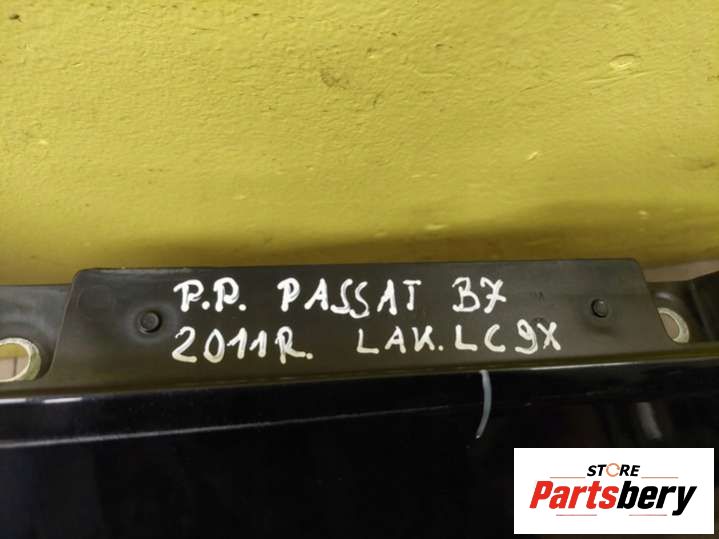 P.P. PASSAT B7
2011R. LAK. LC9X
STORE
Partsbery